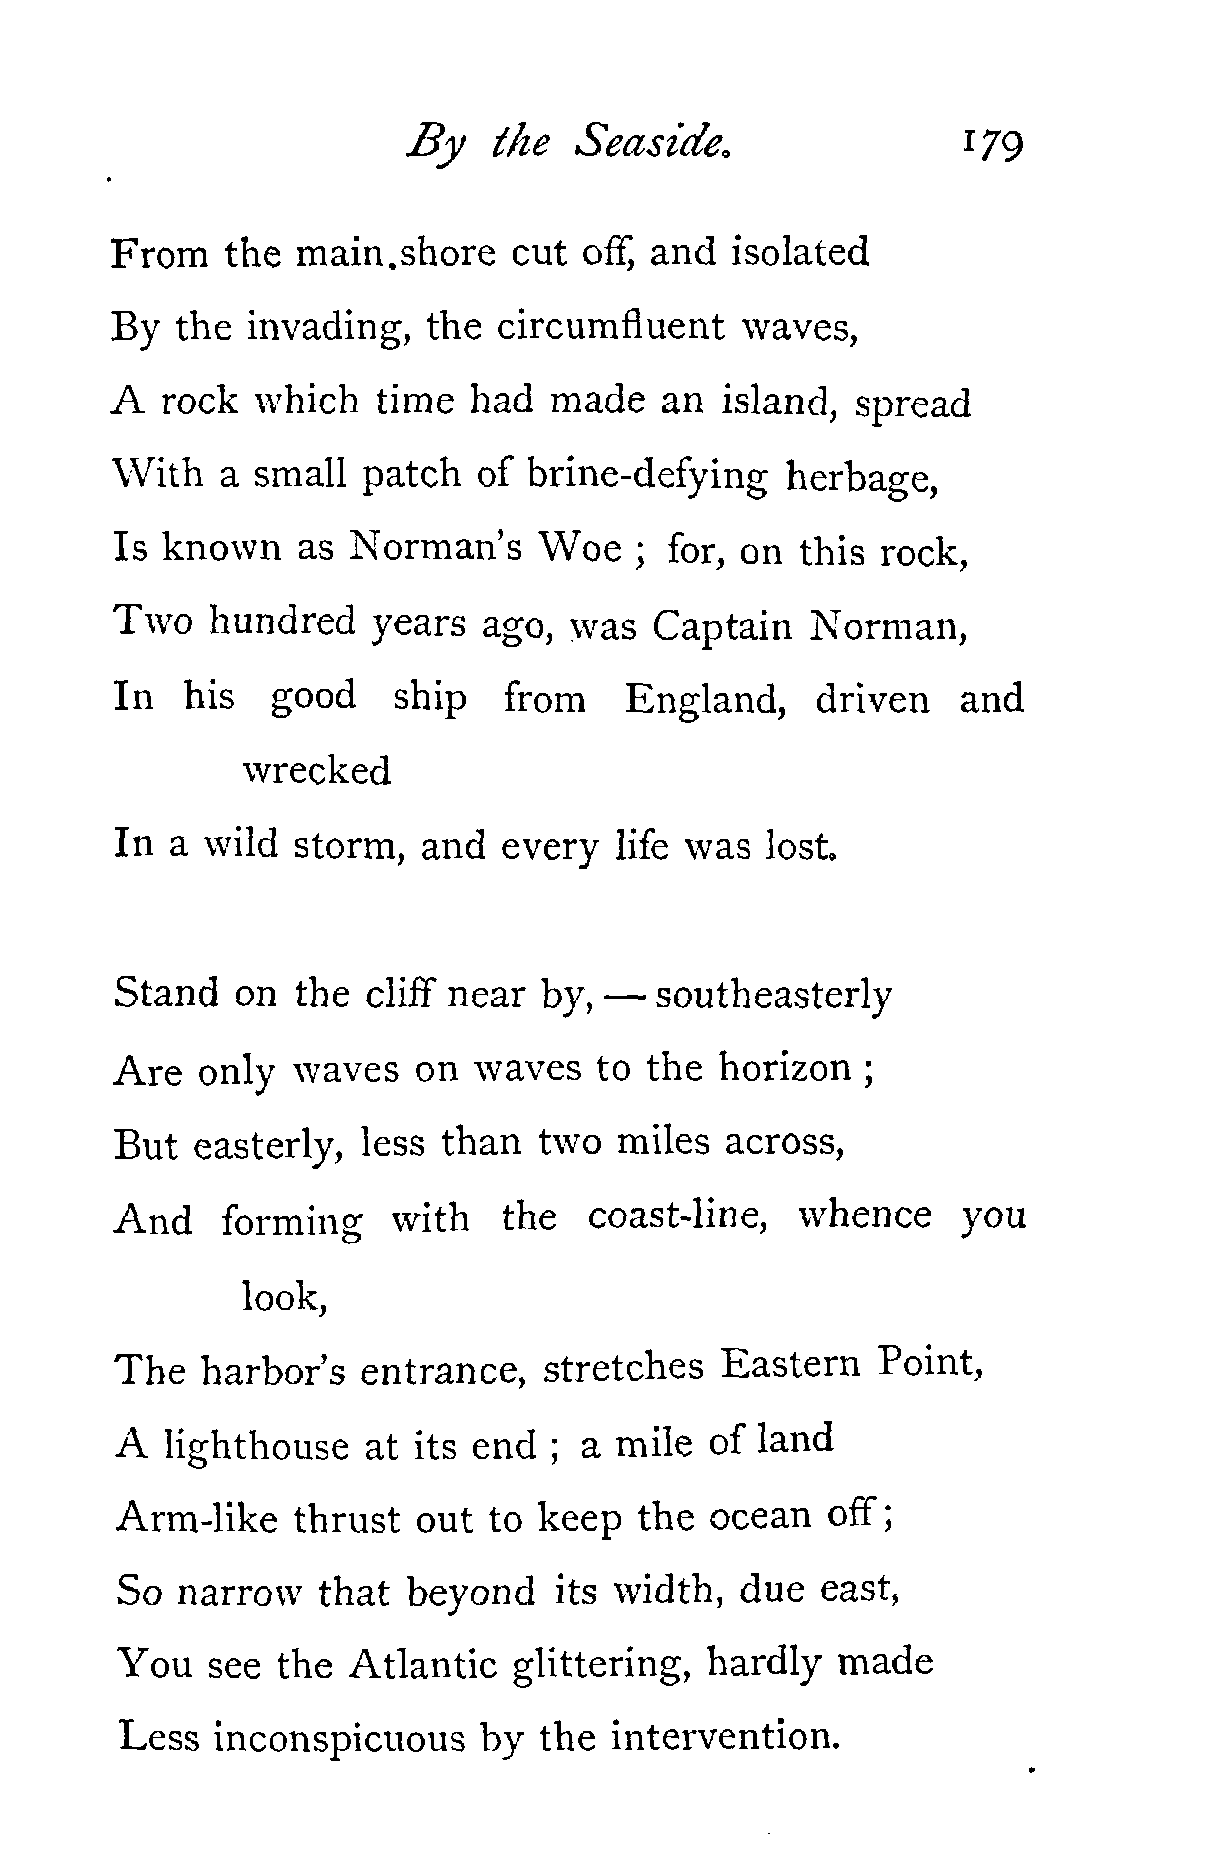 By the Seaside. 179
From the main.shore cut off, and isolated
By the invading, the circumfluent waves,
A rock which time had made an island, spread
With a small patch of brine-defying herbage,
Is known as Norman's Woe ; for, on this rock,
Two hundred years ago, was Captain Norman,
In his good ship from England, driven and
wrecked
In a wild storm, and every life was lost.
Stand on the cliff near by, — southeasterly
Are only waves on waves to the horizon ;
But easterly, less than two miles across,
And forming with the coast-line, whence you
look,
The harbor's entrance, stretches Eastern Point,
A lighthouse at its end ; a mile of land
Arm-like thrust out to keep the ocean off ;
So narrow that beyond its width, due east,
You see the Atlantic glittering, hardly made
Less inconspicuous by the intervention.